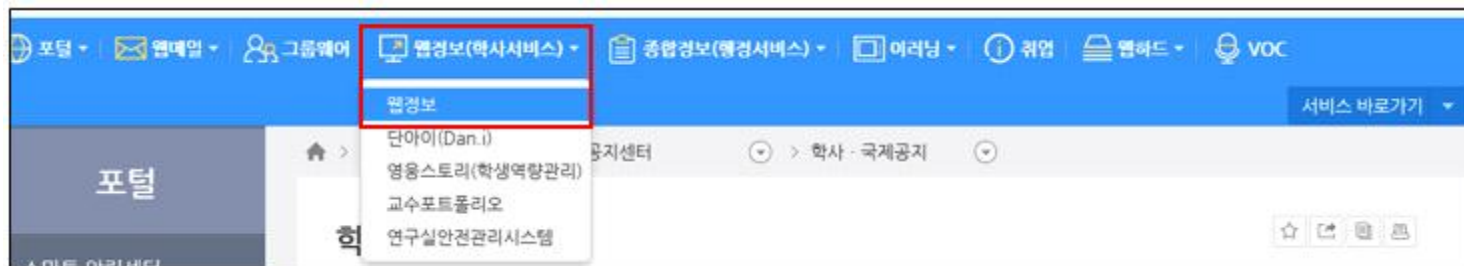 포털 웹메일 그룹웨어 웹정보(학사서비스) 종합정보(행정서비스) 이러닝 취업 웹하드 VOC
웹정보
서비스 바로가기
단아이(Dan.i)
공지센터 > 학사 · 국제공지
영웅스토리(학생역량관리)
포털
교수포트폴리오
연구실안전관리시스템
학